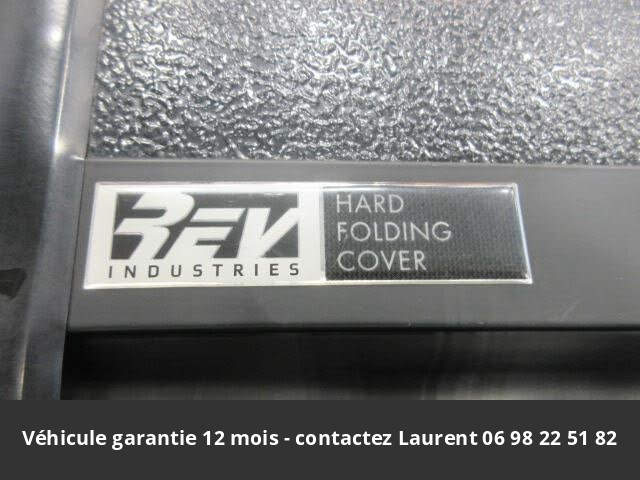 REV
INDUSTRIES
HARD
FOLDING
COVER
Véhicule garantie 12 mois - contactez Laurent 06 98 22 51 82